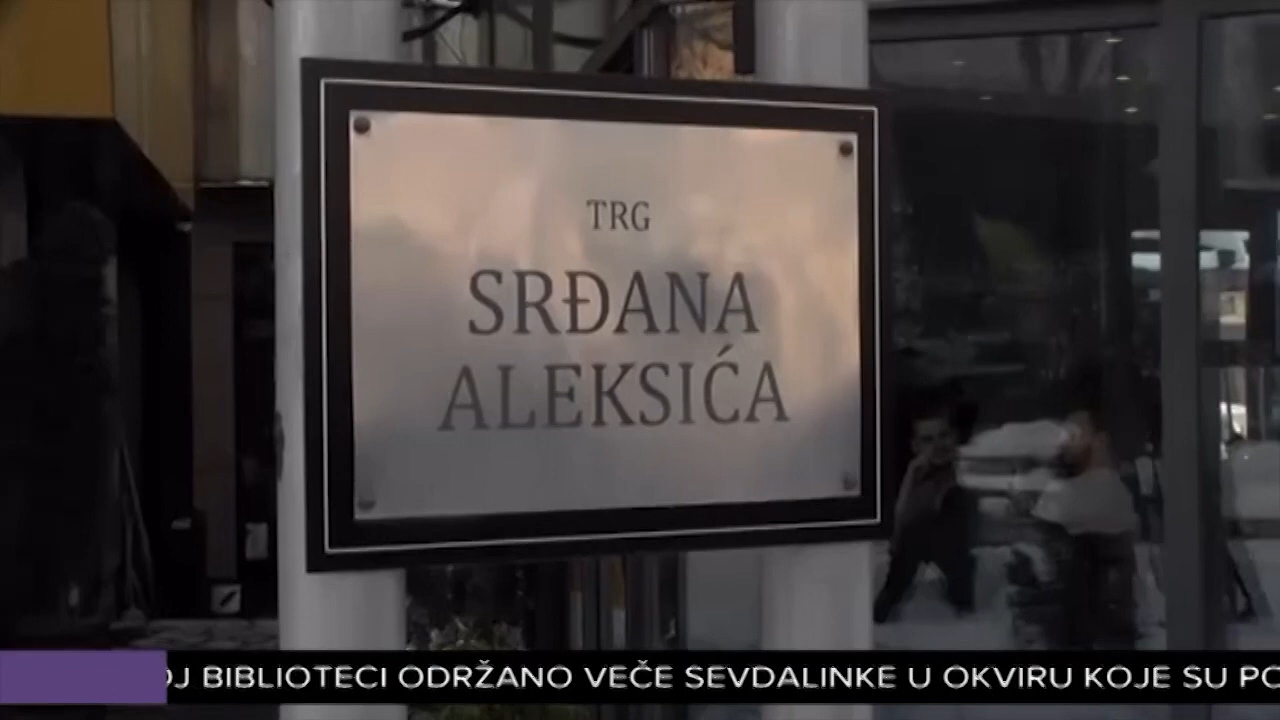 TRG
SRĐANA
ALEKSIĆA
BIBLIOTECI ODRŽANO VEČE SEVDALINKE U OKVIRU KOJE SU